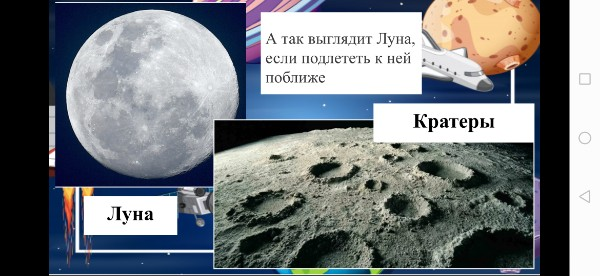 А так выглядит Луна,
если подлететь к ней
поближе
Кратеры
Луна